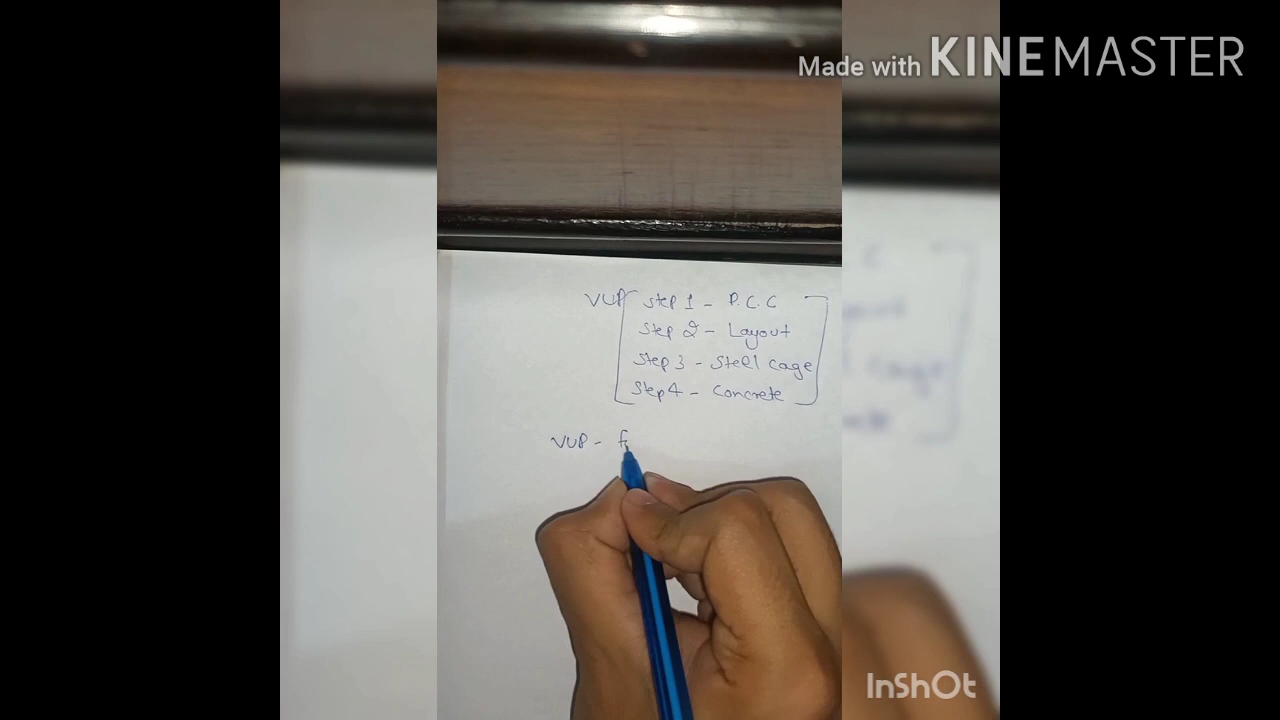 Made with KINEMASTER
VUP Step 1 - P.C.C
Step 2 - Layout
Step 3 - Steel cage
Step 4 - Concrete
VUP - f
InShOt